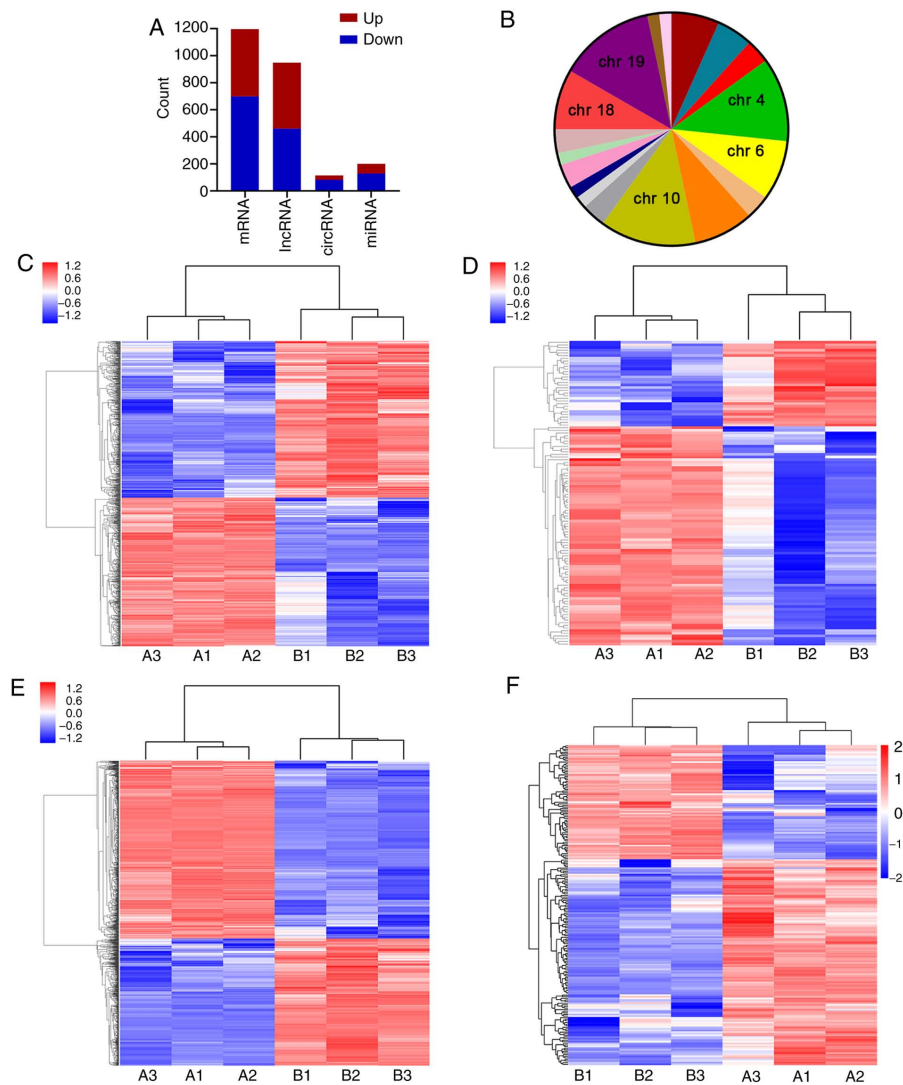 A
Up
Down
Count
1200
1000
800
600
400
200
0
mRNA
lncRNA
circRNA
miRNA
B
chr 19
chr 4
chr 18
chr 6
chr 10
C
1.2
0.6
0.0
−0.6
−1.2
A3 A1 A2 B1 B2 B3
D
1.2
0.6
0.0
−0.6
−1.2
A3 A1 A2 B1 B2 B3
E
1.2
0.6
0.0
−0.6
−1.2
A3 A1 A2 B1 B2 B3
F
2
1
0
−1
−2
B1 B2 B3 A3 A1 A2